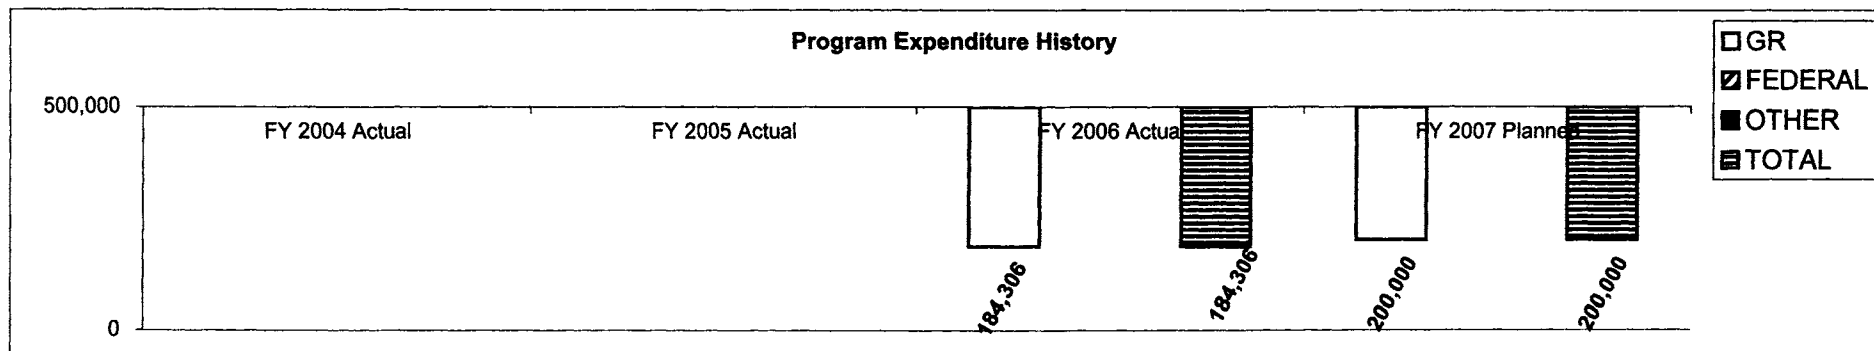 Program Expenditure History
GR
FEDERAL
OTHER
TOTAL
500,000
FY 2004 Actual
FY 2005 Actual
FY 2006 Actual
FY 2007 Planned
184,306
184,306
200,000
200,000
0